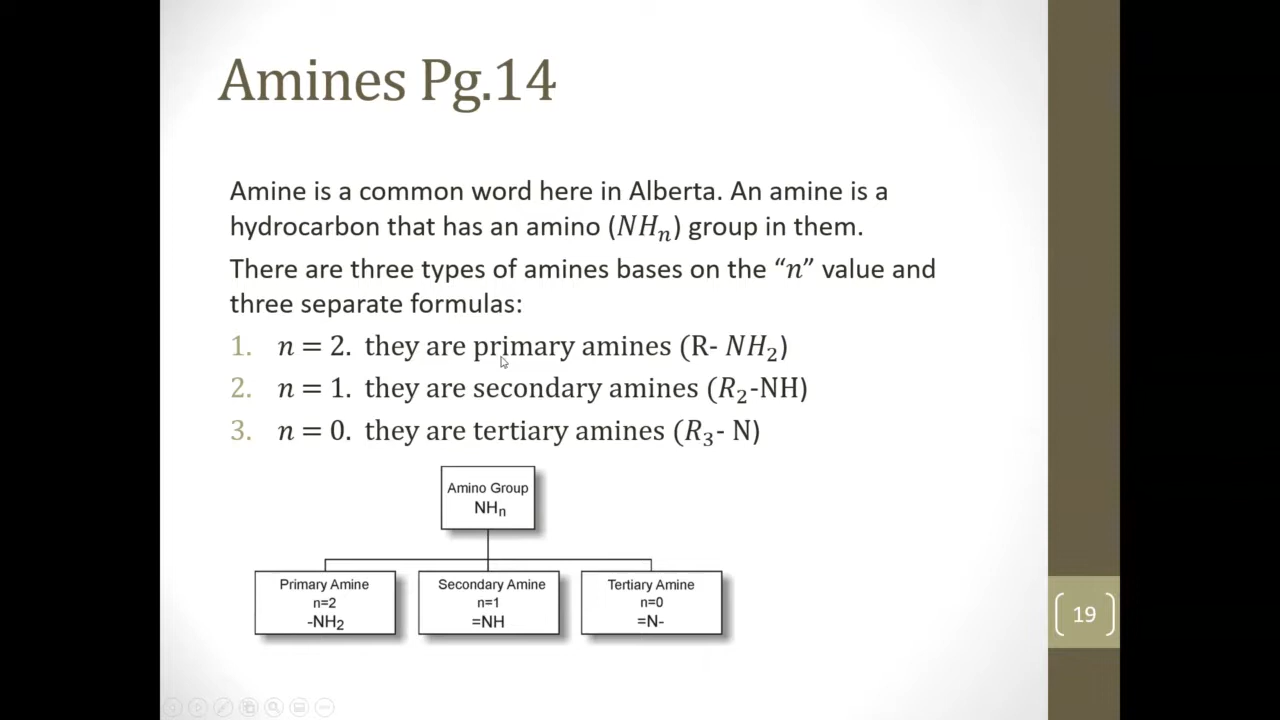 Amines Pg.14
Amine is a common word here in Alberta. An amine is a
hydrocarbon that has an amino (NHₙ) group in them.
There are three types of amines bases on the “n” value and
three separate formulas:
1. n = 2. they are primary amines (R- NH₂)
2. n = 1. they are secondary amines (R₂-NH)
3. n = 0. they are tertiary amines (R₃- N)
Amino Group
NHₙ
Primary Amine
n=2
-NH₂
Secondary Amine
n=1
=NH
Tertiary Amine
n=0
=N-
19